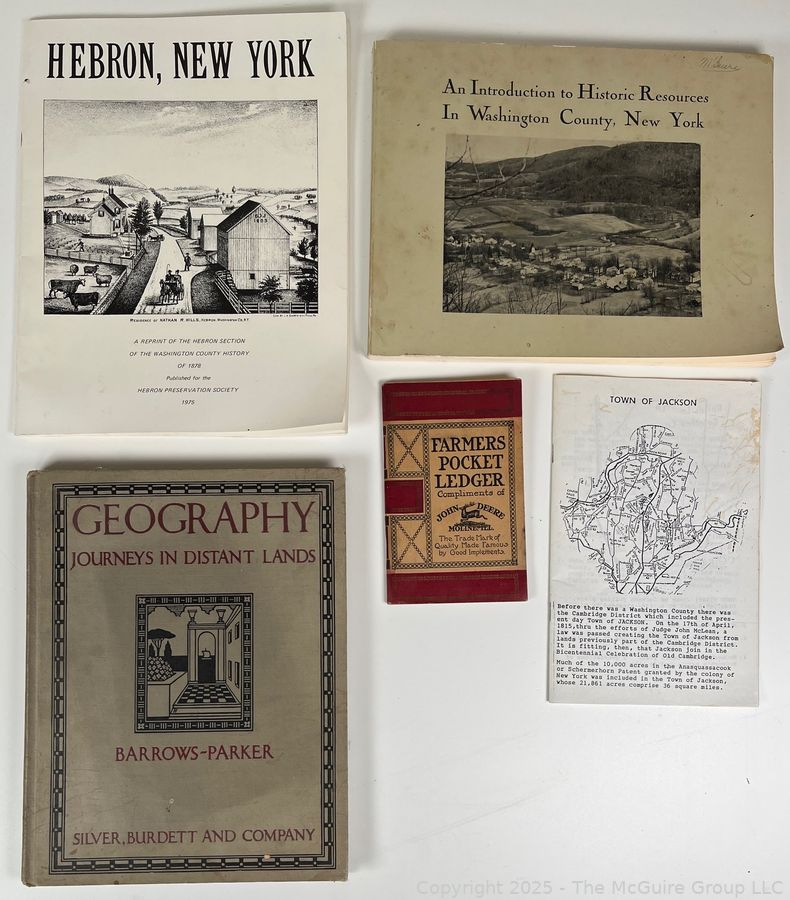 HEBRON, NEW YORK
RESIDENCE OF NATHAN R. HILLS, HEBRON, WASHINGTON CO. N.Y.
A REPRINT OF THE HEBRON SECTION
OF THE WASHINGTON COUNTY HISTORY
OF 1878
Published for the
HEBRON PRESERVATION SOCIETY
1975
McGuire
An Introduction to Historic Resources
In Washington County, New York
FARMERS
POCKET
LEDGER
Compliments of
JOHN DEERE
MOLINE-ILL.
The Trade Mark of
Quality Made Famous
by Good Implements
TOWN OF JACKSON
Before there was a Washington County there was
the Cambridge District which included the pres-
ent day Town of JACKSON. On the 17th of April,
1815, thru the efforts of Judge John McLean, a
law was passed creating the Town of Jackson from
lands previously part of the Cambridge District.
It is fitting, then, that Jackson join in the
Bicentennial Celebration of Old Cambridge.
Much of the 10,000 acres in the Anasquassacook
or Schermerhorn Patent granted by the colony of
New York was included in the Town of Jackson,
whose 21,861 acres comprise 36 square miles.
GEOGRAPHY
JOURNEYS IN DISTANT LANDS
BARROWS-PARKER
SILVER, BURDETT AND COMPANY
Copyright 2025 - The McGuire Group LLC